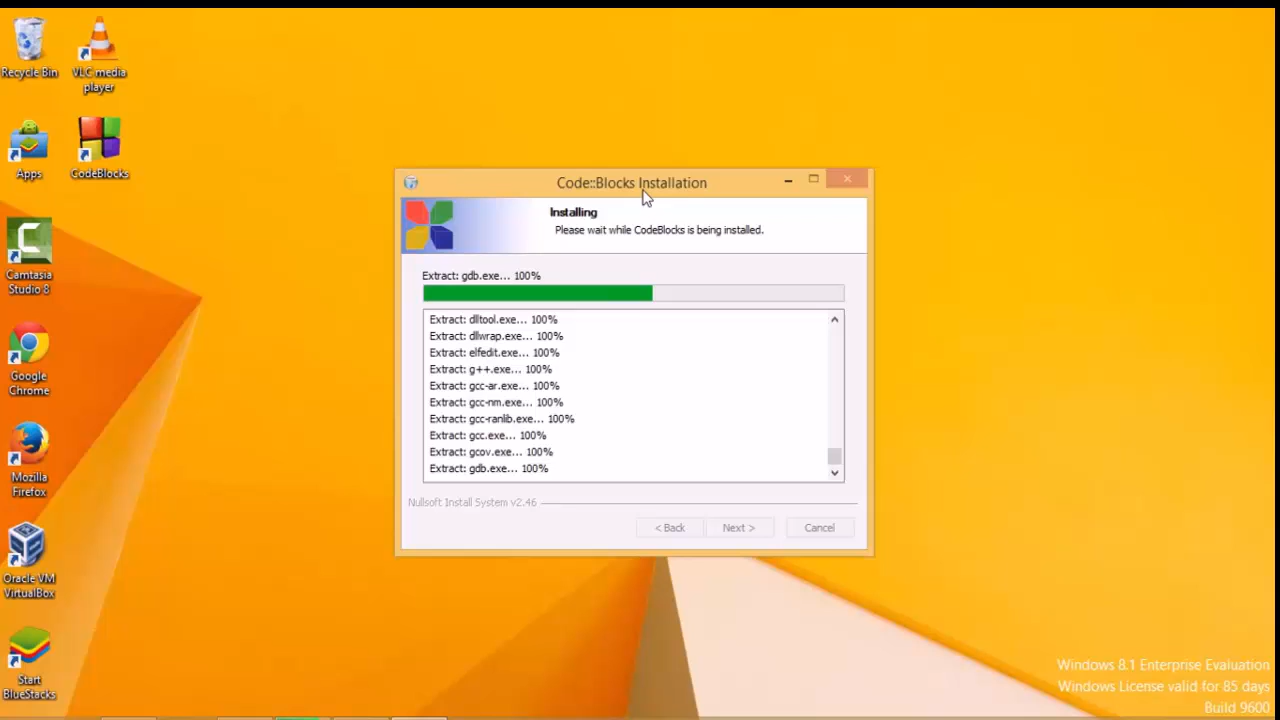 Recycle Bin
VLC media
player
Apps
CodeBlocks
Camtasia
Studio 8
Google
Chrome
Mozilla
Firefox
Oracle VM
VirtualBox
Start
BlueStacks
Code::Blocks Installation
Installing
Please wait while CodeBlocks is being installed.
Extract: gdb.exe... 100%
Extract: dlltool.exe... 100%
Extract: dllwrap.exe... 100%
Extract: elfedit.exe... 100%
Extract: g++.exe... 100%
Extract: gcc-ar.exe... 100%
Extract: gcc-nm.exe... 100%
Extract: gcc-ranlib.exe... 100%
Extract: gcc.exe... 100%
Extract: gcov.exe... 100%
Extract: gdb.exe... 100%
Nullsoft Install System v2.46
< Back Next > Cancel
Windows 8.1 Enterprise Evaluation
Windows License valid for 85 days
Build 9600